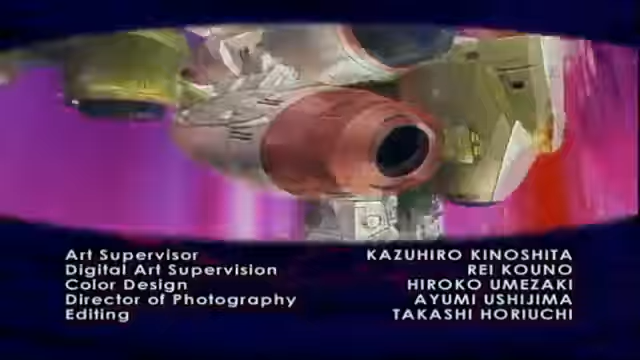 Art Supervisor KAZUHIRO KINOSHITA
Digital Art Supervision REI KOUNO
Color Design HIROKO UMEZAKI
Director of Photography AYUMI USHIJIMA
Editing TAKASHI HORIUCHI